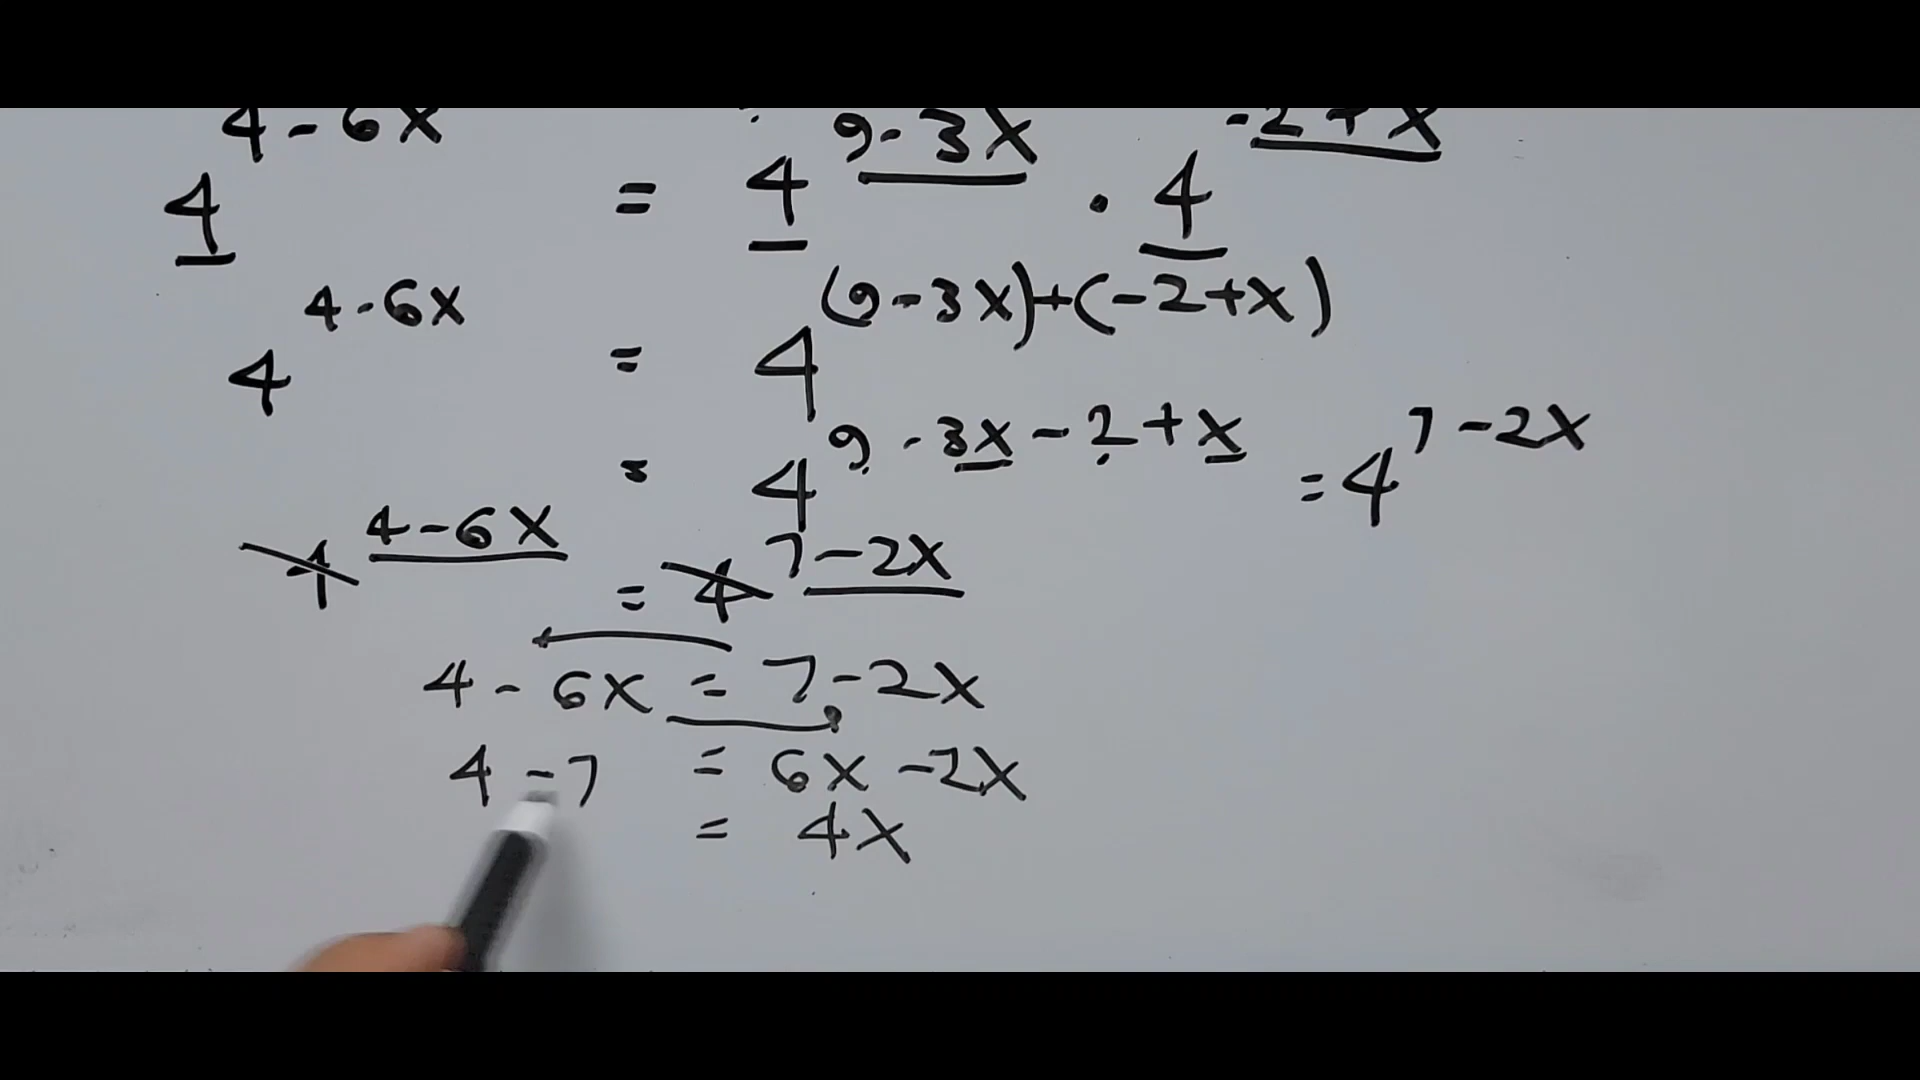 4^{4-6x} = 4^{9-3x} · 4^{-2+x}
4^{4-6x} = 4^{(9-3x)+(-2+x)}
= 4^{9-3x-2+x} = 4^{7-2x}
4^{4-6x} = 4^{7-2x}
4-6x = 7-2x
4-7 = 6x-2x
= 4x